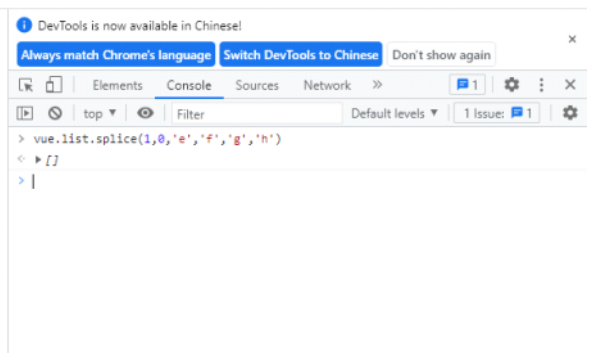 DevTools is now available in Chinese!
Always match Chrome's language Switch DevTools to Chinese Don't show again
Elements Console Sources Network » 1
top ▼ Filter Default levels ▼ 1 Issue: 1
> vue.list.splice(1,0,'e','f','g','h')
<· ▶[]
>